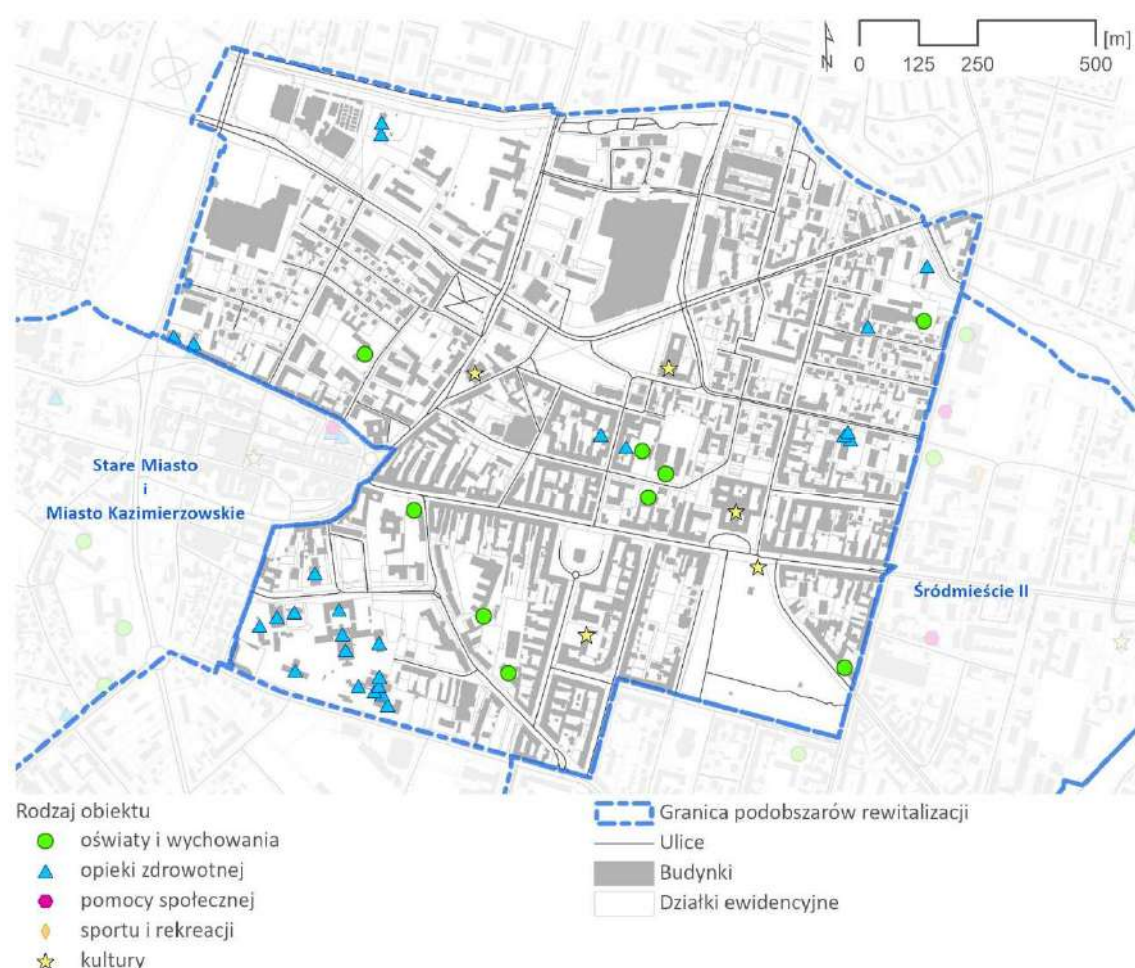 [m]
N
0 125 250 500
Stare Miasto
i
Miasto Kazimierzowskie
Śródmieście II
Rodzaj obiektu
oświaty i wychowania
opieki zdrowotnej
pomocy społecznej
sportu i rekreacji
kultury
Granica podobszarów rewitalizacji
Ulice
Budynki
Działki ewidencyjne